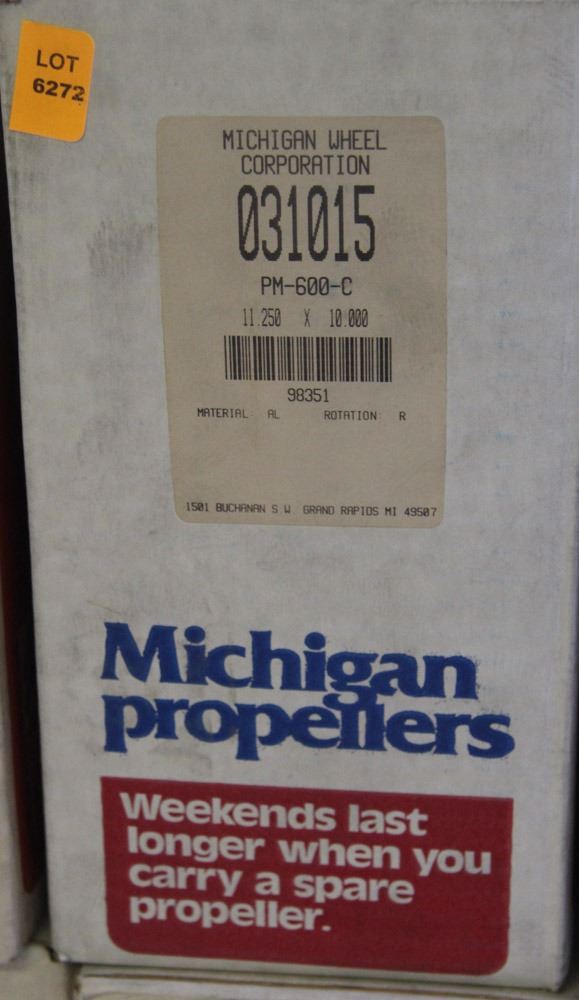 LOT
6272
MICHIGAN WHEEL
CORPORATION
031015
PM-600-C
11.250 X 10.000
98351
MATERIAL: AL ROTATION: R
1501 BUCHANAN S W GRAND RAPIDS MI 49507
Michigan
propellers
Weekends last
longer when you
carry a spare
propeller.